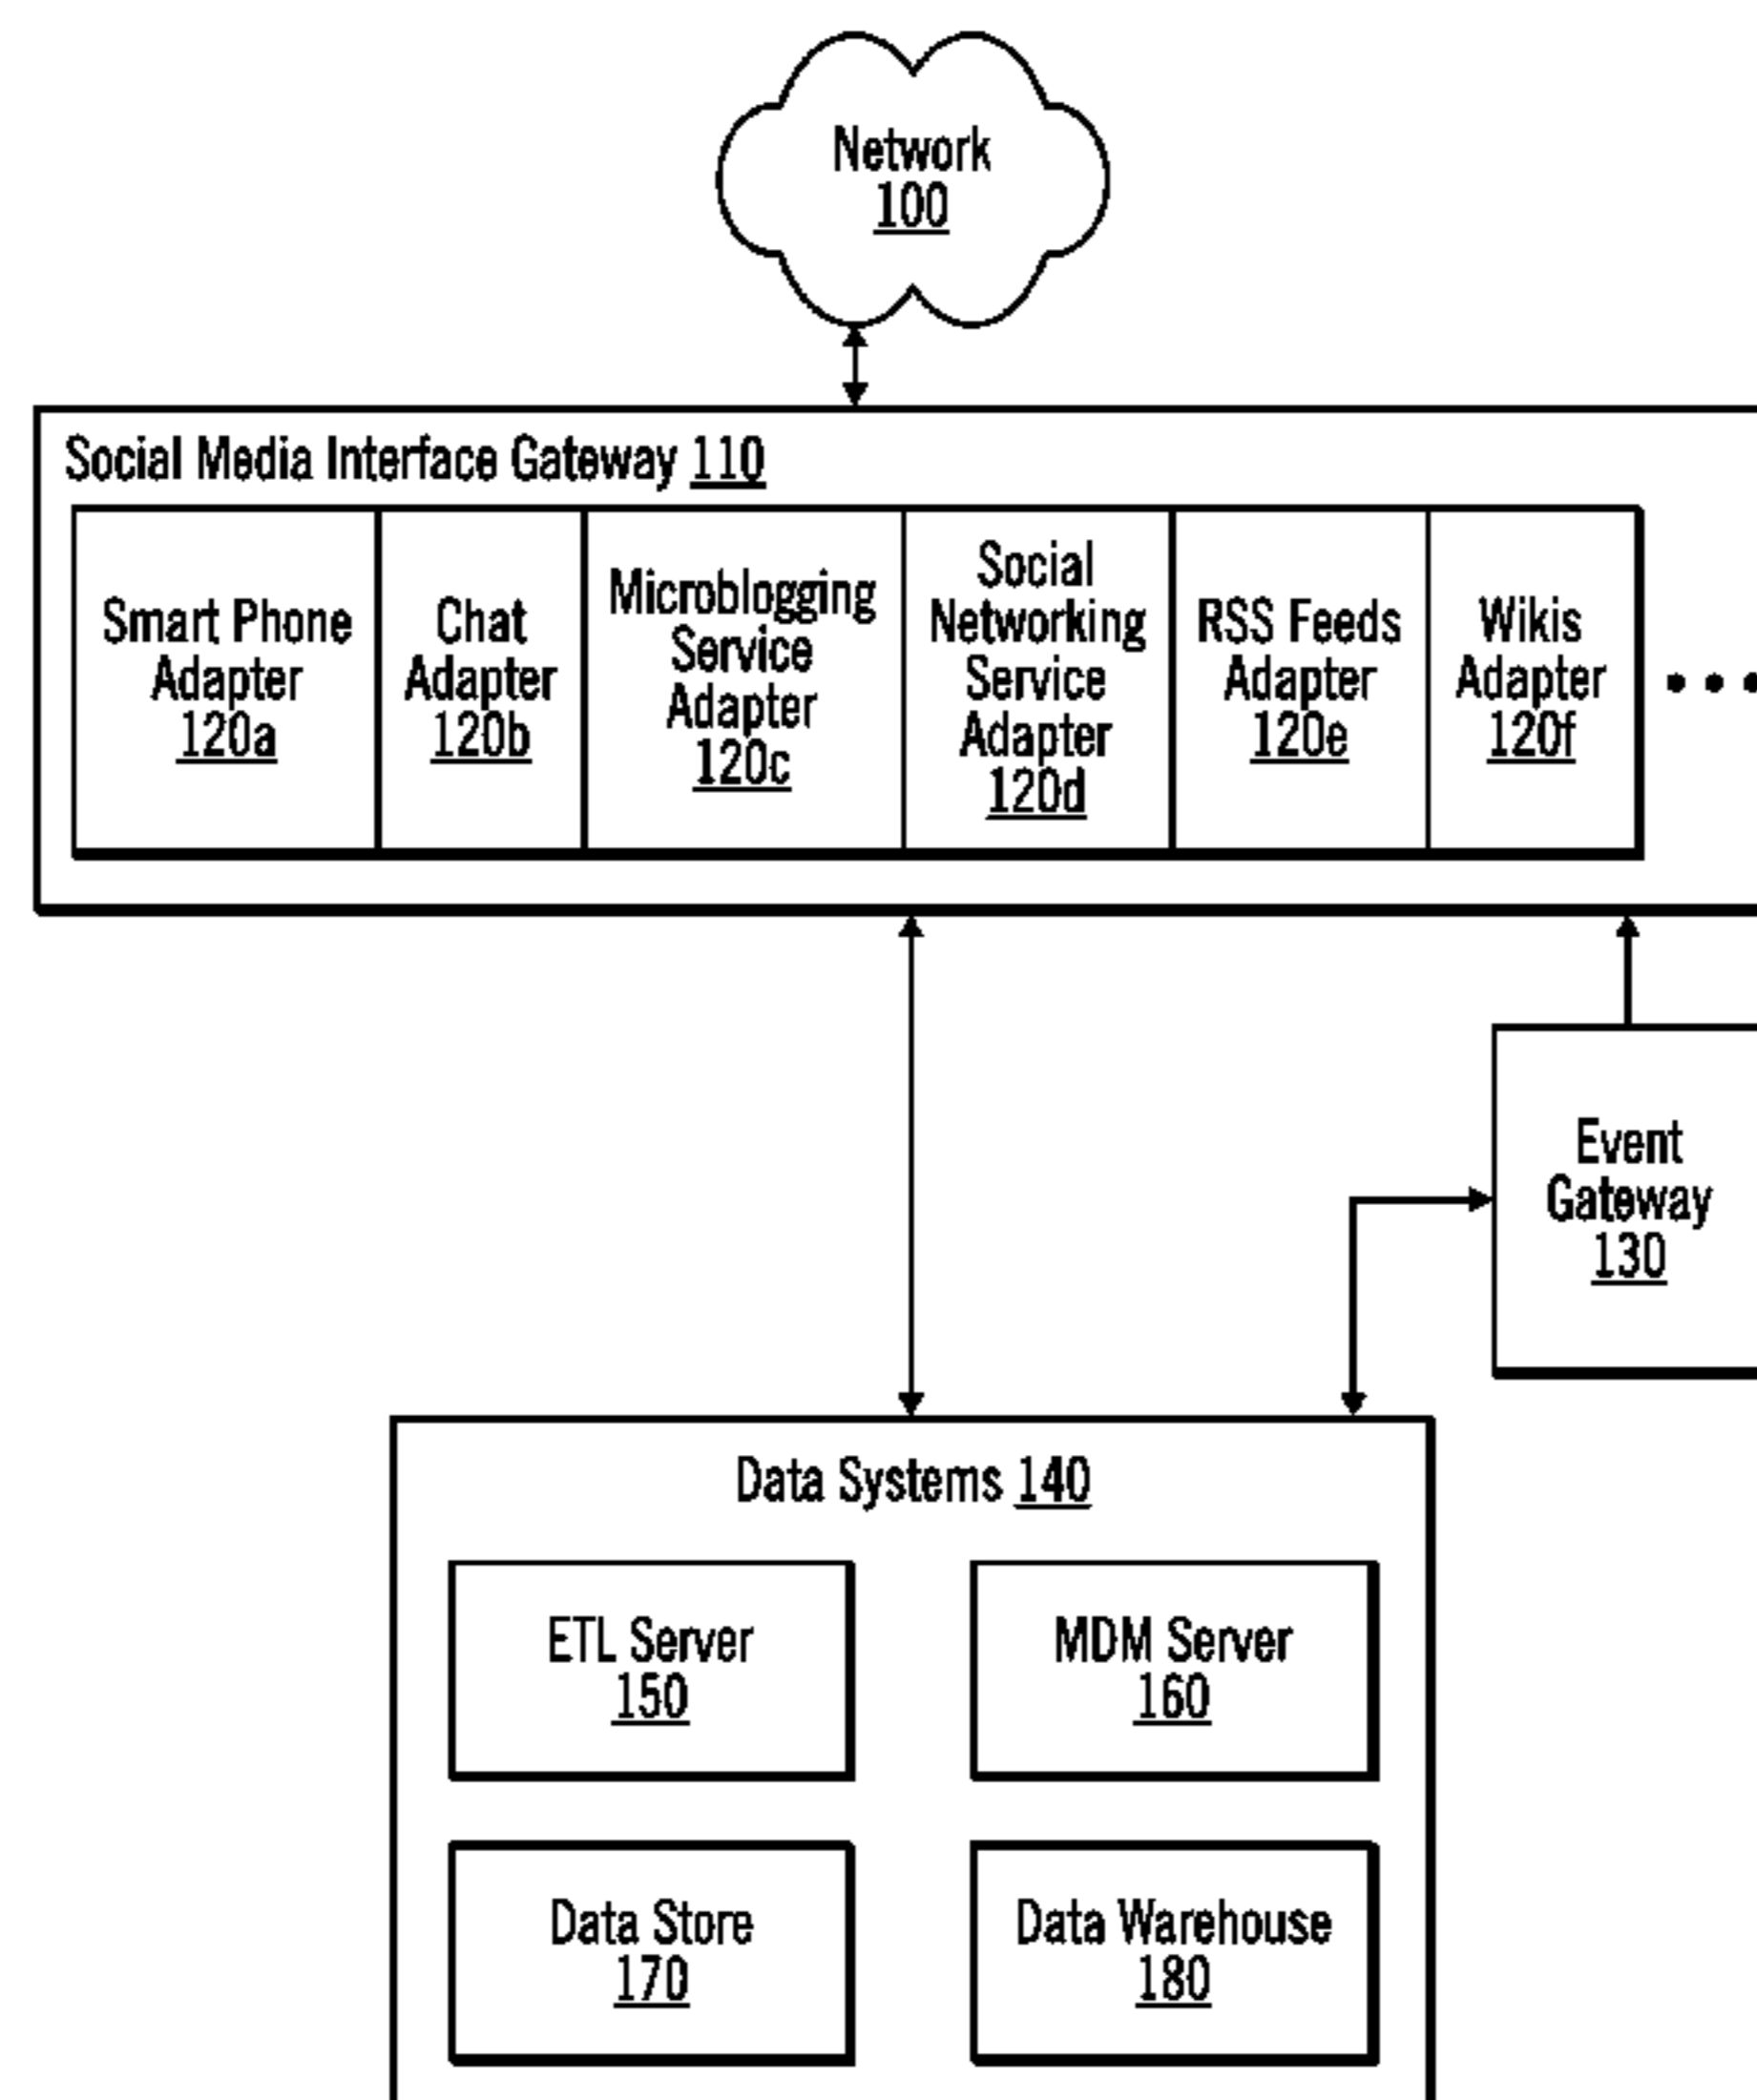 Network
100
Social Media Interface Gateway 110
Smart Phone
Adapter
120a
Chat
Adapter
120b
Microblogging
Service
Adapter
120c
Social
Networking
Service
Adapter
120d
RSS Feeds
Adapter
120e
Wikis
Adapter
120f
• • •
Event
Gateway
130
Data Systems 140
ETL Server
150
MDM Server
160
Data Store
170
Data Warehouse
180